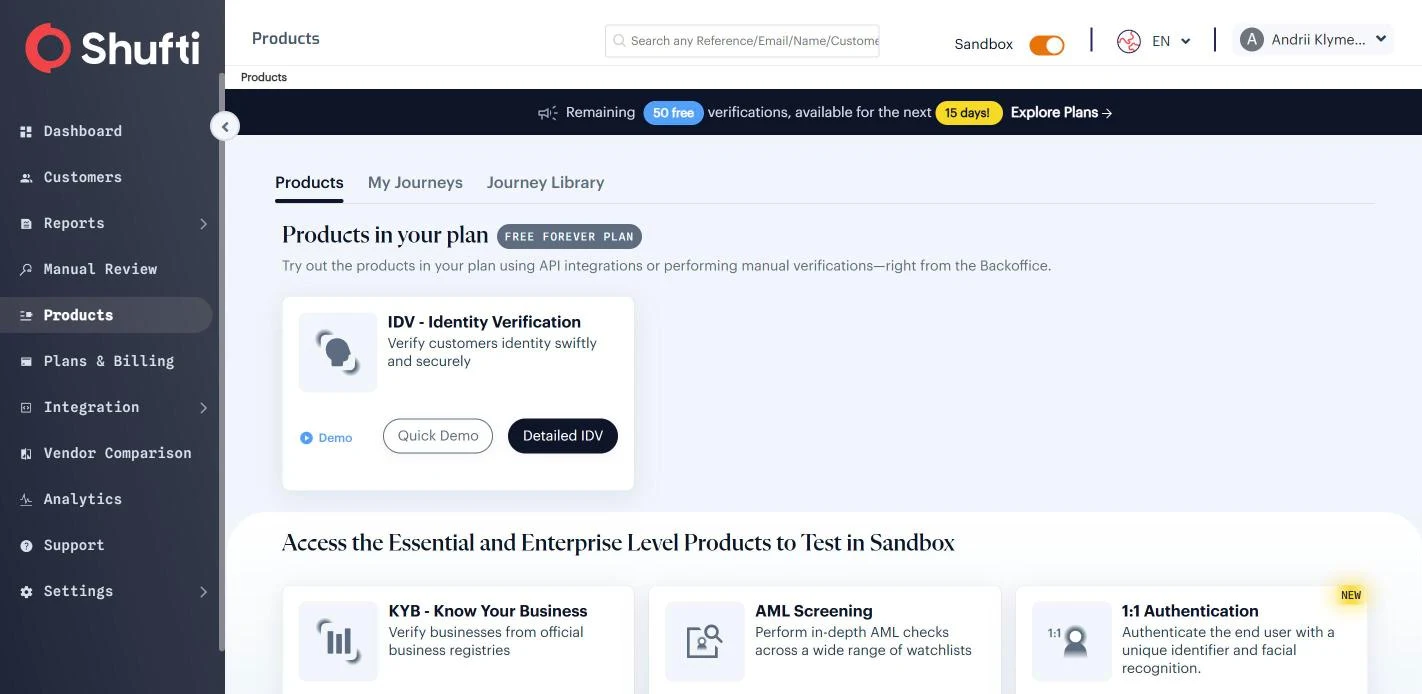 Shufti
Products
Search any Reference/Email/Name/Custome
Sandbox
EN
A
Andrii Klyme...
Products
Dashboard
Customers
Reports
Manual Review
Products
Plans & Billing
Integration
Vendor Comparison
Analytics
Support
Settings
Remaining 50 free verifications, available for the next 15 days! Explore Plans →
Products My Journeys Journey Library
Products in your plan FREE FOREVER PLAN
Try out the products in your plan using API integrations or performing manual verifications—right from the Backoffice.
IDV - Identity Verification
Verify customers identity swiftly
and securely
Demo Quick Demo Detailed IDV
Access the Essential and Enterprise Level Products to Test in Sandbox
KYB - Know Your Business
Verify businesses from official
business registries
AML Screening
Perform in-depth AML checks
across a wide range of watchlists
NEW
1:1
1:1 Authentication
Authenticate the end user with a
unique identifier and facial
recognition.